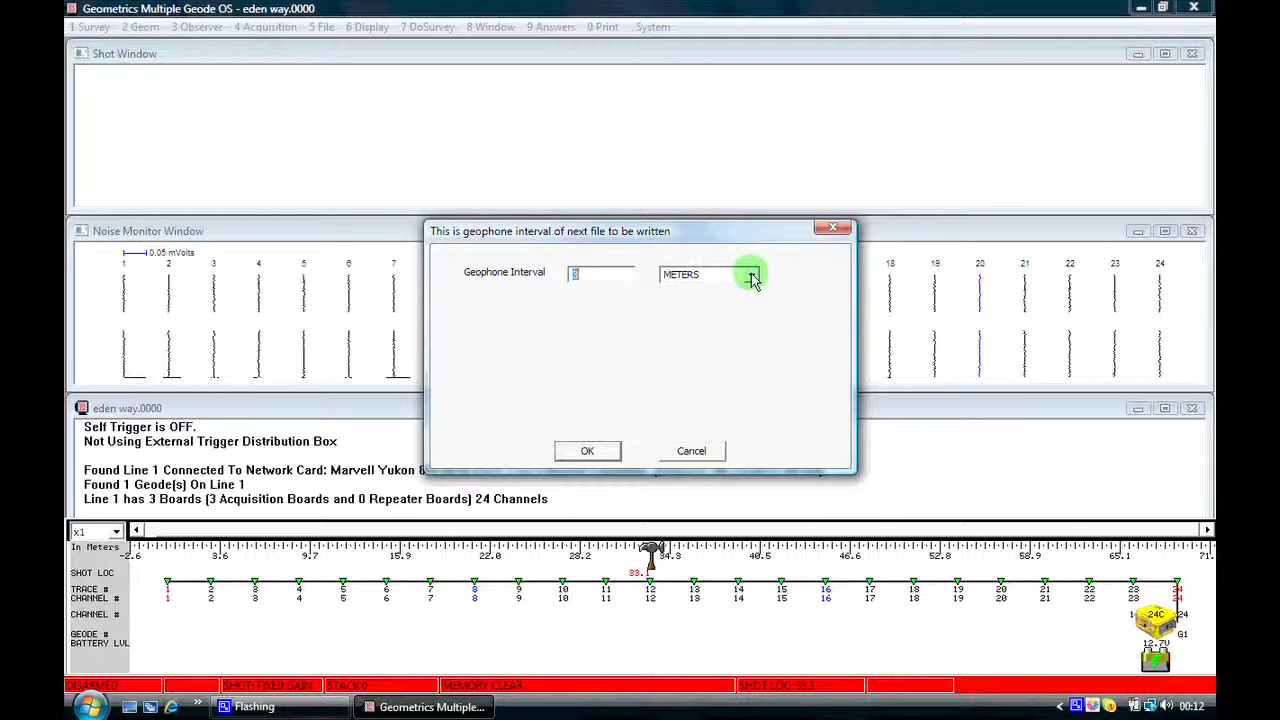 Geometrics Multiple Geode OS - eden way.0000
1 Survey 2 Geom 3 Observer 4 Acquisition 5 File 6 Display 7 DoSurvey 8 Window 9 Answers 0 Print . System
Shot Window
Noise Monitor Window
0.05 mVolts
1 2 3 4 5 6 7 18 19 20 21 22 23 24
This is geophone interval of next file to be written
Geophone Interval 3 METERS
OK Cancel
eden way.0000
Self Trigger is OFF.
Not Using External Trigger Distribution Box
Found Line 1 Connected To Network Card: Marvell Yukon 8
Found 1 Geode(s) On Line 1
Line 1 has 3 Boards (3 Acquisition Boards and 0 Repeater Boards) 24 Channels
x1
In Meters
-2.6 3.6 9.7 15.9 22.0 28.2 34.3 40.5 46.6 52.8 58.9 65.1 71.
SHOT LOC 33.1
TRACE # 1 2 3 4 5 6 7 8 9 10 11 12 13 14 15 16 17 18 19 20 21 22 23 24
CHANNEL # 1 2 3 4 5 6 7 8 9 10 11 12 13 14 15 16 17 18 19 20 21 22 23 24
CHANNEL # 1 24C 24
GEODE # G1
BATTERY LVL 12.7V
DISARMED SHOT: FIXED GAIN STACK 0 MEMORY CLEAR SHOT LOC: 33.1
Flashing Geometrics Multiple... 00:12